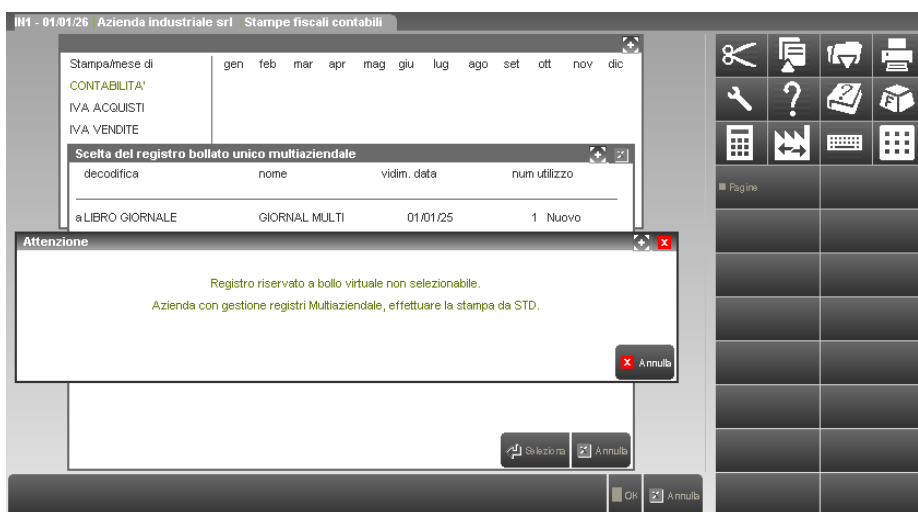 IN1 - 01/01/26 Azienda industriale srl Stampe fiscali contabili
Stampa/mese di gen feb mar apr mag giu lug ago set ott nov dic
CONTABILITA'
IVA ACQUISTI
IVA VENDITE
Scelta del registro bollato unico multiaziendale
decodifica nome vidim. data num utilizzo
a LIBRO GIORNALE GIORNAL MULTI 01/01/25 1 Nuovo
Attenzione
Registro riservato a bollo virtuale non selezionabile.
Azienda con gestione registri Multiaziendale, effettuare la stampa da STD.
Annulla
Seleziona Annulla
OK Annulla
Pagine